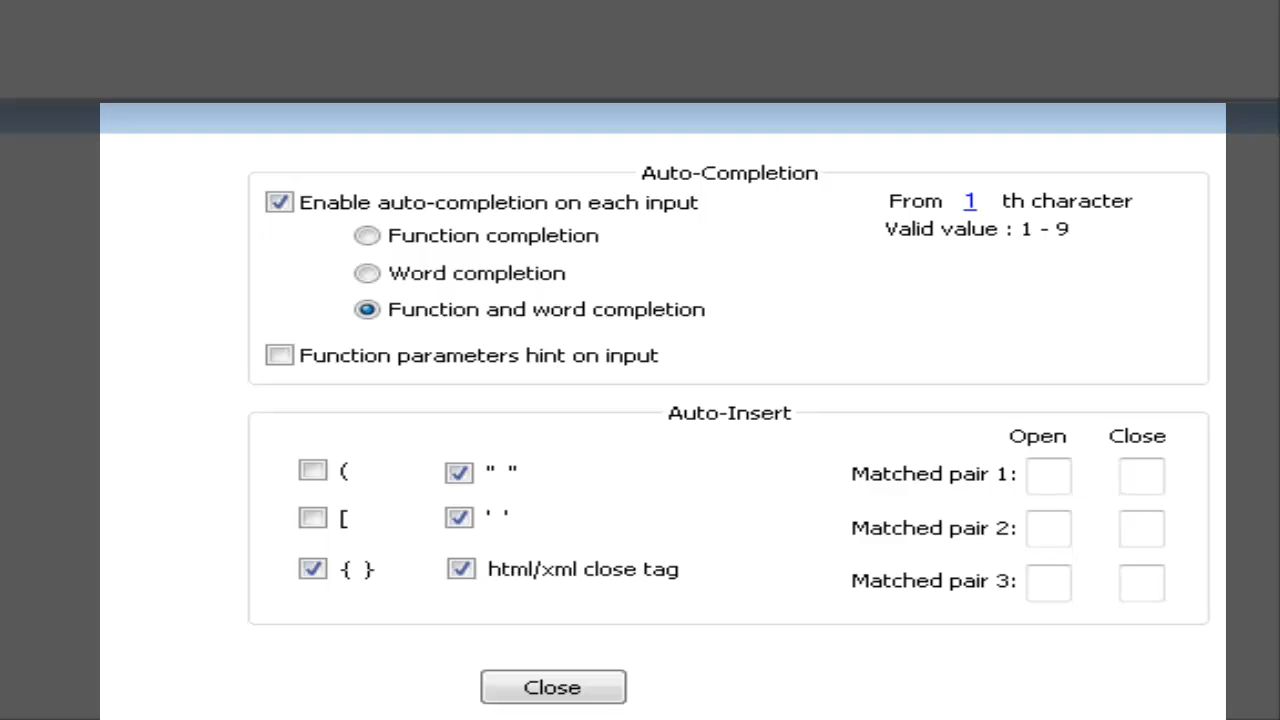 Auto-Completion
Enable auto-completion on each input
From 1 th character
Function completion
Valid value : 1 - 9
Word completion
Function and word completion
Function parameters hint on input
Auto-Insert
Open Close
( " " Matched pair 1:
[ ' ' Matched pair 2:
{ } html/xml close tag Matched pair 3:
Close